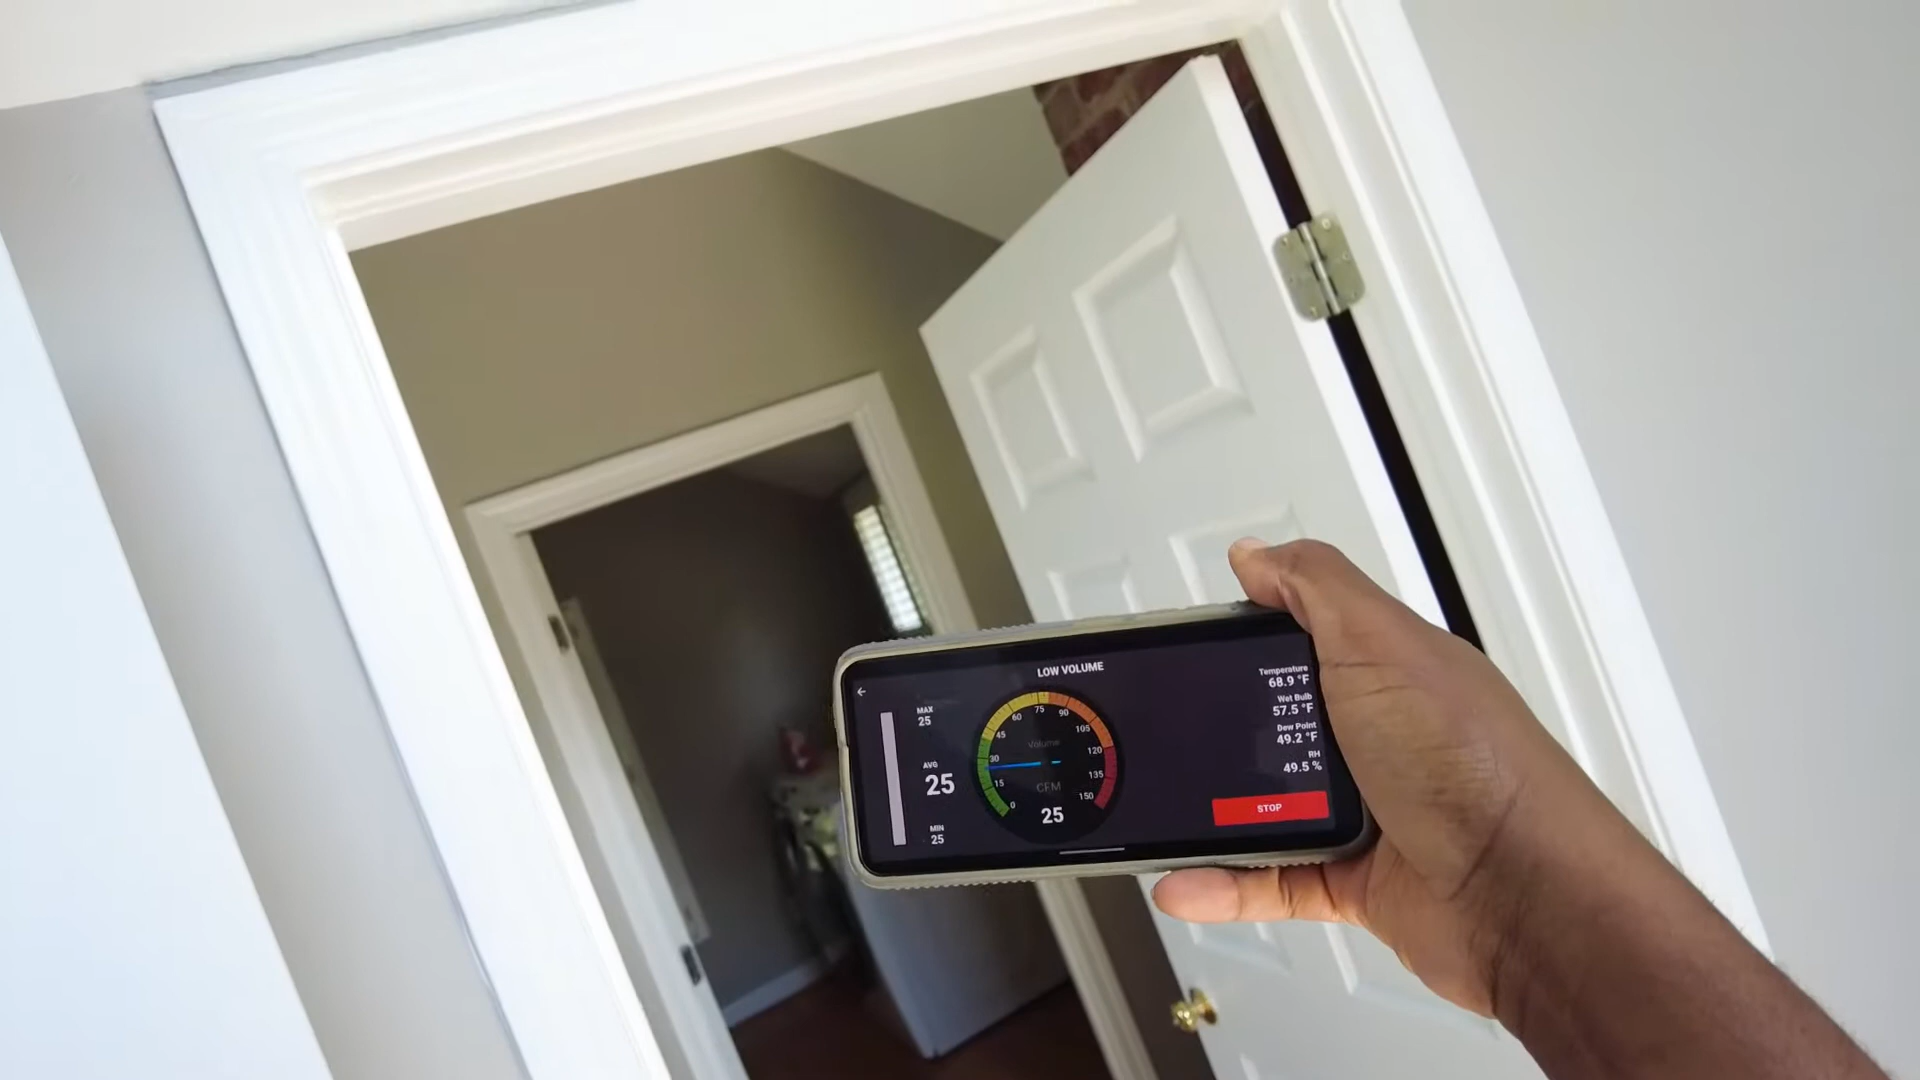 LOW VOLUME
MAX
25
AVG
25
MIN
25
0
15
30
45
60
75
90
105
120
135
150
Volume
CFM
25
Temperature
68.9 °F
Wet Bulb
57.5 °F
Dew Point
49.2 °F
RH
49.5 %
STOP